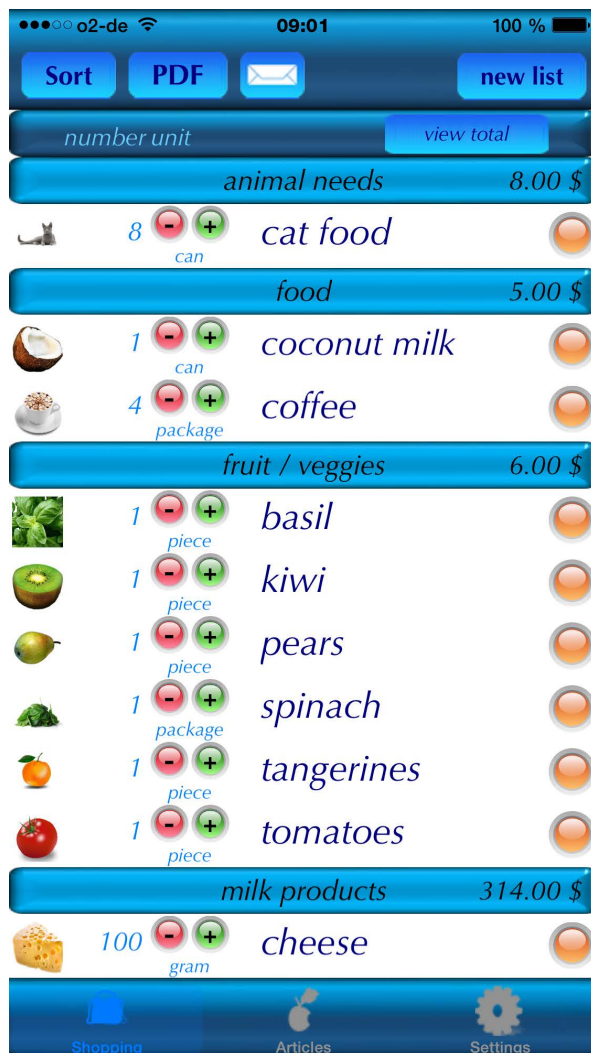 o2-de 09:01 100 %
Sort PDF new list
number unit view total
animal needs 8.00 $
8 - + cat food
can
food 5.00 $
1 - + coconut milk
can
4 - + coffee
package
fruit / veggies 6.00 $
1 - + basil
piece
1 - + kiwi
piece
1 - + pears
piece
1 - + spinach
package
1 - + tangerines
piece
1 - + tomatoes
piece
milk products 314.00 $
100 - + cheese
gram
Shopping Articles Settings